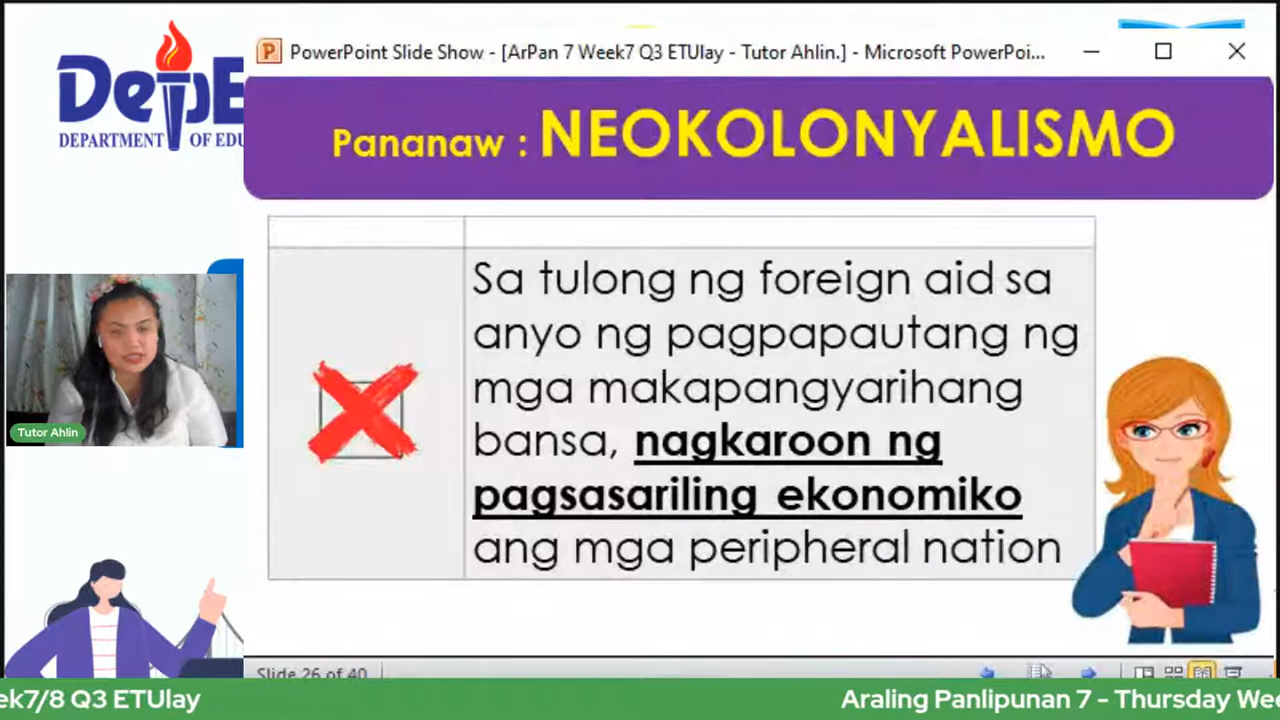 PowerPoint Slide Show - [ArPan 7 Week7 Q3 ETUlay - Tutor Ahlin.] - Microsoft PowerPoi...
DepE
DEPARTMENT OF EDU
Pananaw : NEOKOLONYALISMO
Sa tulong ng foreign aid sa
anyo ng pagpapautang ng
mga makapangyarihang
bansa, nagkaroon ng
pagsasariling ekonomiko
ang mga peripheral nation
Tutor Ahlin
Slide 26 of 40
ek7/8 Q3 ETUlay
Araling Panlipunan 7 - Thursday Wee